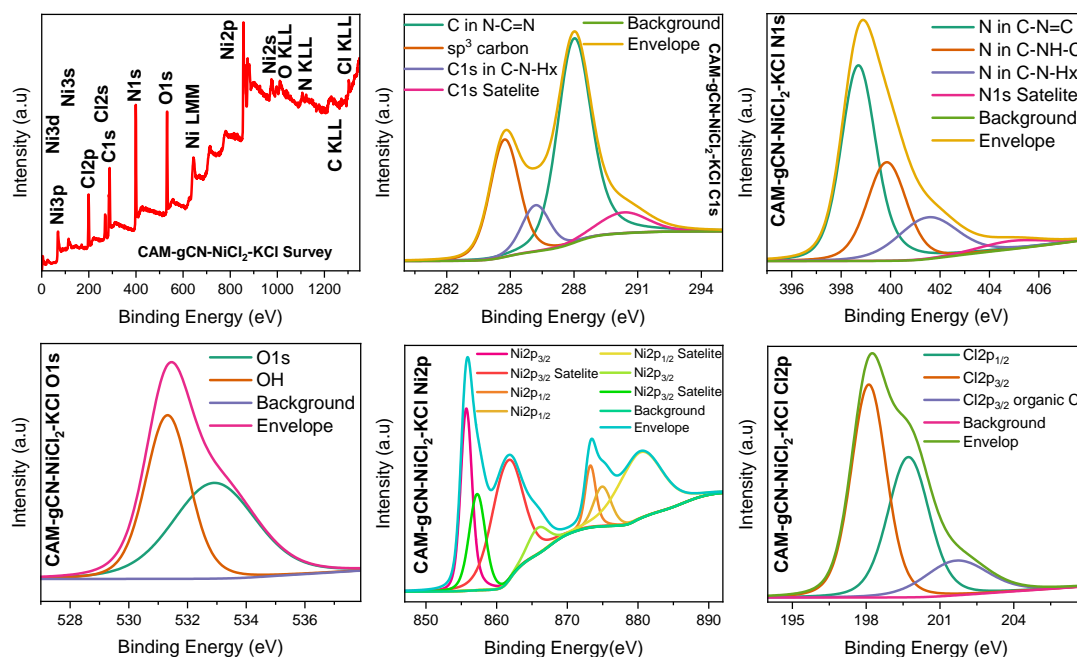 Intensity (a.u)
Ni3d
Ni3p
Ni3s
Cl2p
Cl2s
C1s
N1s
O1s
Ni LMM
Ni2p
Ni2s
O KLL
N KLL
C KLL
Cl KLL
CAM-gCN-NiCl₂-KCl Survey
0 200 400 600 800 1000 1200
Binding Energy (eV)
Intensity (a.u)
C in N-C=N
sp³ carbon
C1s in C-N-Hx
C1s Satelite
Background
Envelope
CAM-gCN-NiCl₂-KCl C1s
282 285 288 291 294
Binding Energy (eV)
Intensity (a.u)
CAM-gCN-NiCl₂-KCl N1s
N in C-N=C
N in C-NH-C
N in C-N-Hx
N1s Satelite
Background
Envelope
396 398 400 402 404 406
Binding Energy (eV)
Intensity (a.u)
CAM-gCN-NiCl₂-KCl O1s
O1s
OH
Background
Envelope
528 530 532 534 536
Binding Energy (eV)
Intensity (a.u)
CAM-gCN-NiCl₂-KCl Ni2p
Ni2p₃/₂
Ni2p₃/₂ Satelite
Ni2p₁/₂
Ni2p₁/₂
Ni2p₁/₂ Satelite
Ni2p₃/₂
Ni2p₃/₂ Satelite
Background
Envelope
850 860 870 880 890
Binding Energy(eV)
Intensity (a.u)
CAM-gCN-NiCl₂-KCl Cl2p
Cl2p₁/₂
Cl2p₃/₂
Cl2p₃/₂ organic C
Background
Envelop
195 198 201 204
Binding Energy (eV)